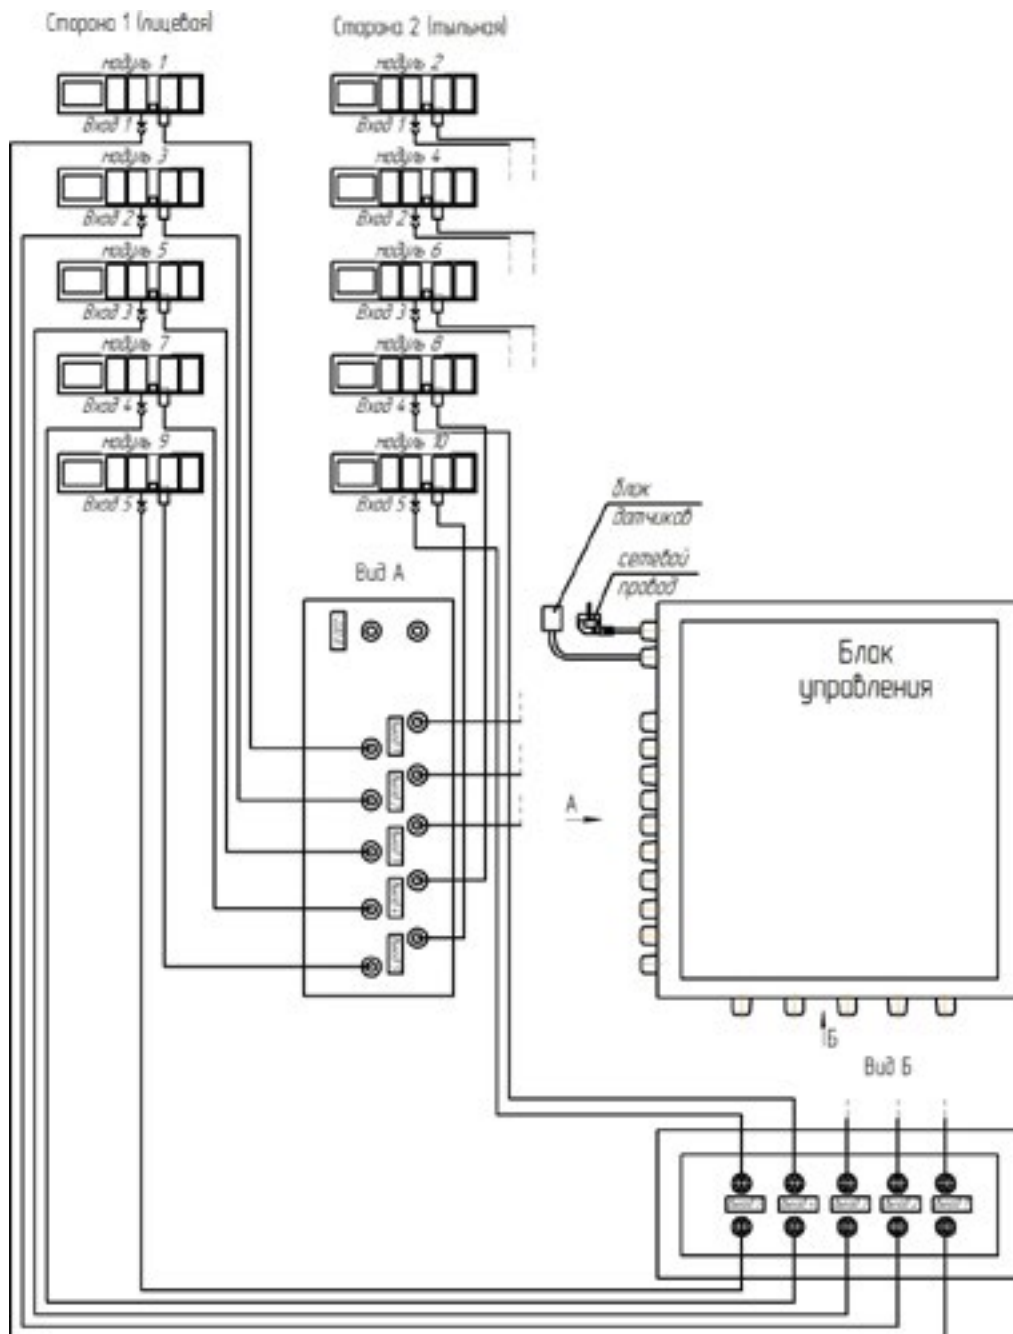 Сторона 1 (лицевая)
Сторона 2 (тыльная)
модуль 1
Вход 1
модуль 3
Вход 2
модуль 5
Вход 3
модуль 7
Вход 4
модуль 9
Вход 5
модуль 2
Вход 1
модуль 4
Вход 2
модуль 6
Вход 3
модуль 8
Вход 4
модуль 10
Вход 5
Вид А
блок
датчиков
сетевой
провод
Блок
управления
А
Б
Вид Б